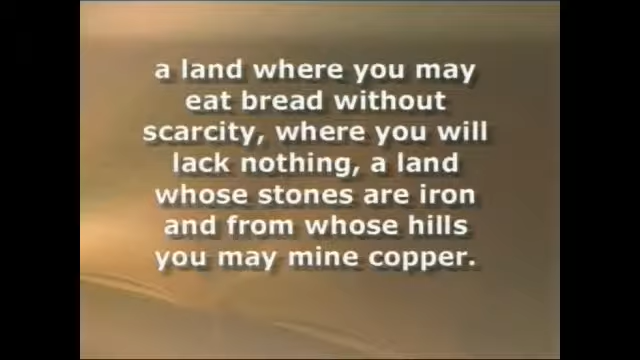 a land where you may
eat bread without
scarcity, where you will
lack nothing, a land
whose stones are iron
and from whose hills
you may mine copper.